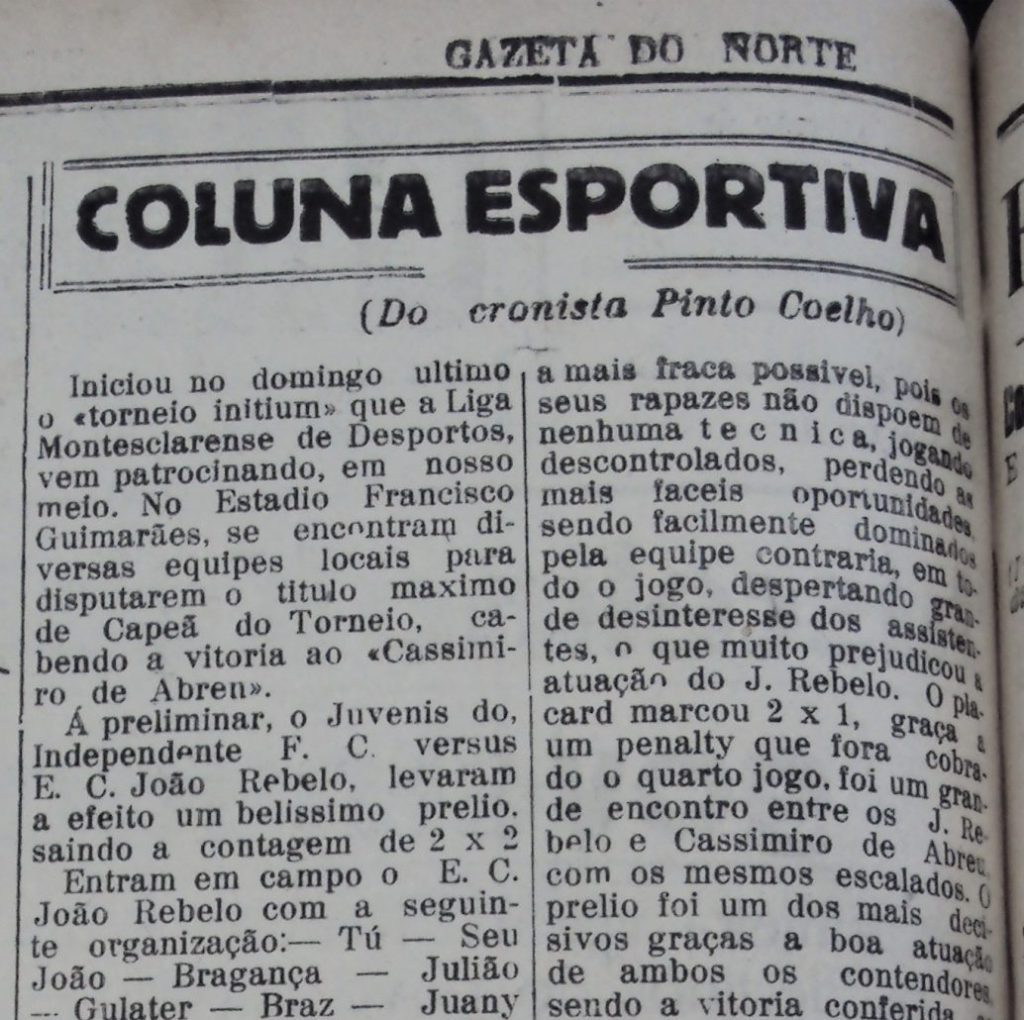 GAZETA DO NORTE
COLUNA ESPORTIVA
(Do cronista Pinto Coelho)
Iniciou no domingo ultimo
o «torneio initium» que a Liga
Montesclarense de Desportos,
vem patrocinando, em nosso
meio. No Estadio Francisco
Guimarães, se encontram di-
versas equipes locais para
disputarem o titulo maximo
de Capeã do Torneio, ca-
bendo a vitoria ao «Cassimi-
ro de Abreu».
Á preliminar, o Juvenis do,
Independente F. C. versus
E. C. João Rebelo, levaram
a efeito um belissimo prelio.
saindo a contagem de 2 x 2
Entram em campo o E. C.
João Rebelo com a seguin-
te organização:— Tú — Seu
João — Bragança — Julião
— Gulater — Braz — Juany
a mais fraca possivel, pois os
seus rapazes não dispoem de
nenhuma tecnica, jogando
descontrolados, perdendo as
mais faceis oportunidades,
sendo facilmente dominados
pela equipe contraria, em to-
do o jogo, despertando gran-
de desinteresse dos assisten-
tes, o que muito prejudicou a
atuação do J. Rebelo. O pla-
card marcou 2 x 1, graça a
um penalty que fora cobra-
do o quarto jogo, foi um gran-
de encontro entre os J. Re-
belo e Cassimiro de Abreu,
com os mesmos escalados. O
prelio foi um dos mais deci-
sivos graças a boa atuação
de ambos os contendores,
sendo a vitoria conferida